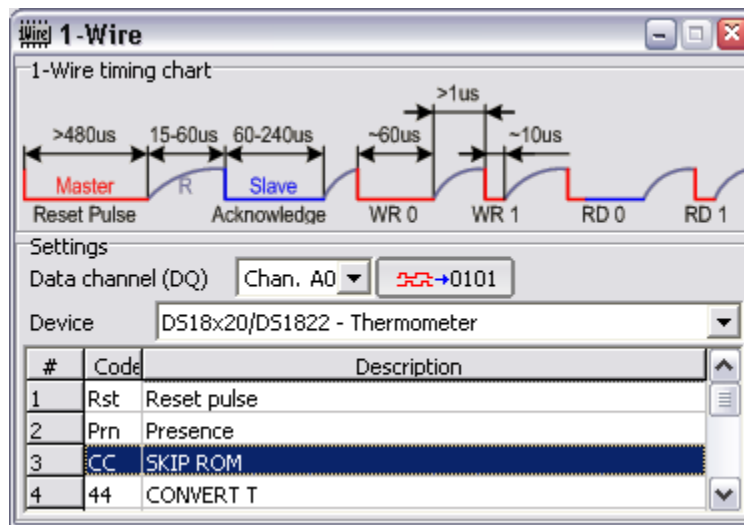 1-Wire
1-Wire timing chart
>1us
>480us 15-60us 60-240us ~60us ~10us
Master R Slave
Reset Pulse Acknowledge WR 0 WR 1 RD 0 RD 1
Settings
Data channel (DQ) Chan. A0 →0101
Device DS18x20/DS1822 - Thermometer
# Code Description
1 Rst Reset pulse
2 Prn Presence
3 CC SKIP ROM
4 44 CONVERT T